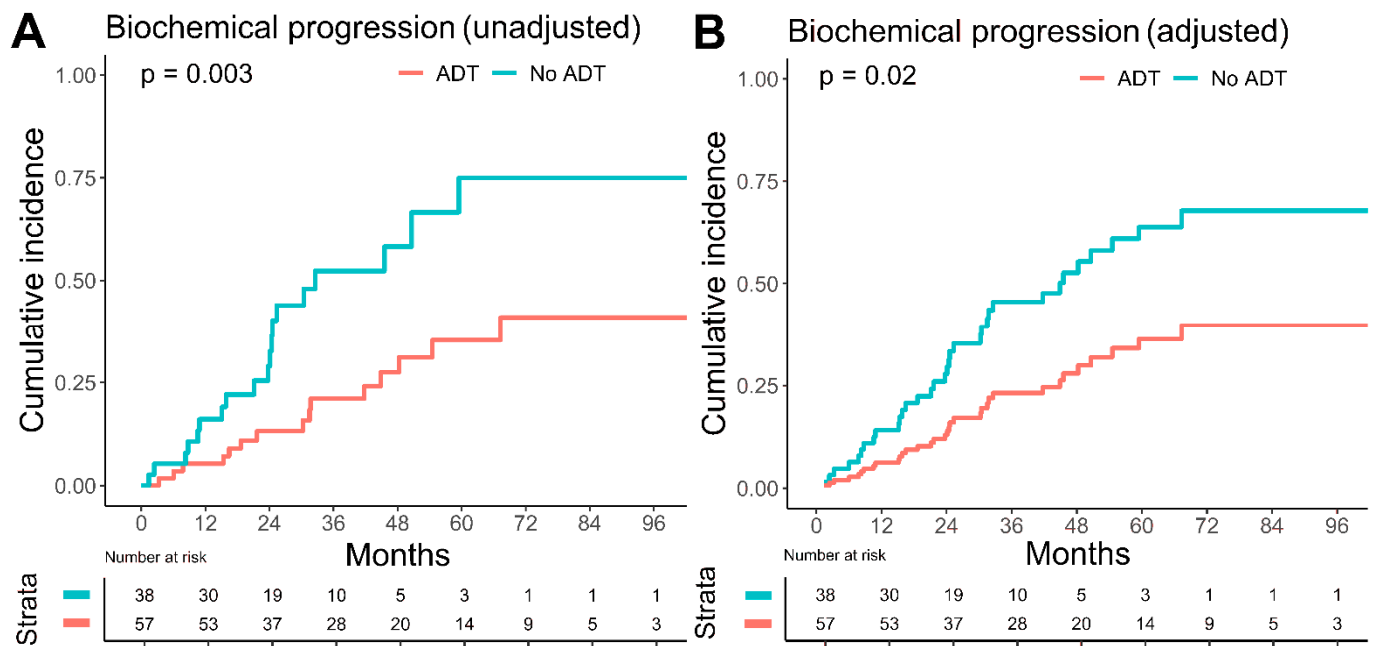 A Biochemical progression (unadjusted)
p = 0.003
ADT No ADT
Cumulative incidence
1.00
0.75
0.50
0.25
0.00
0 12 24 36 48 60 72 84 96
Number at risk
Months
Strata
38 30 19 10 5 3 1 1 1
57 53 37 28 20 14 9 5 3
B Biochemical progression (adjusted)
p = 0.02
ADT No ADT
Cumulative incidence
1.00
0.75
0.50
0.25
0.00
0 12 24 36 48 60 72 84 96
Number at risk
Months
Strata
38 30 19 10 5 3 1 1 1
57 53 37 28 20 14 9 5 3